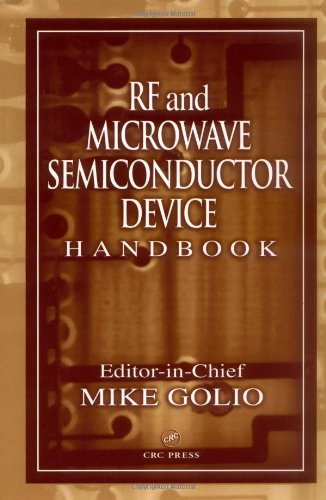 RF and
MICROWAVE
SEMICONDUCTOR
DEVICE
HANDBOOK
Editor-in-Chief
MIKE GOLIO
CRC
CRC PRESS